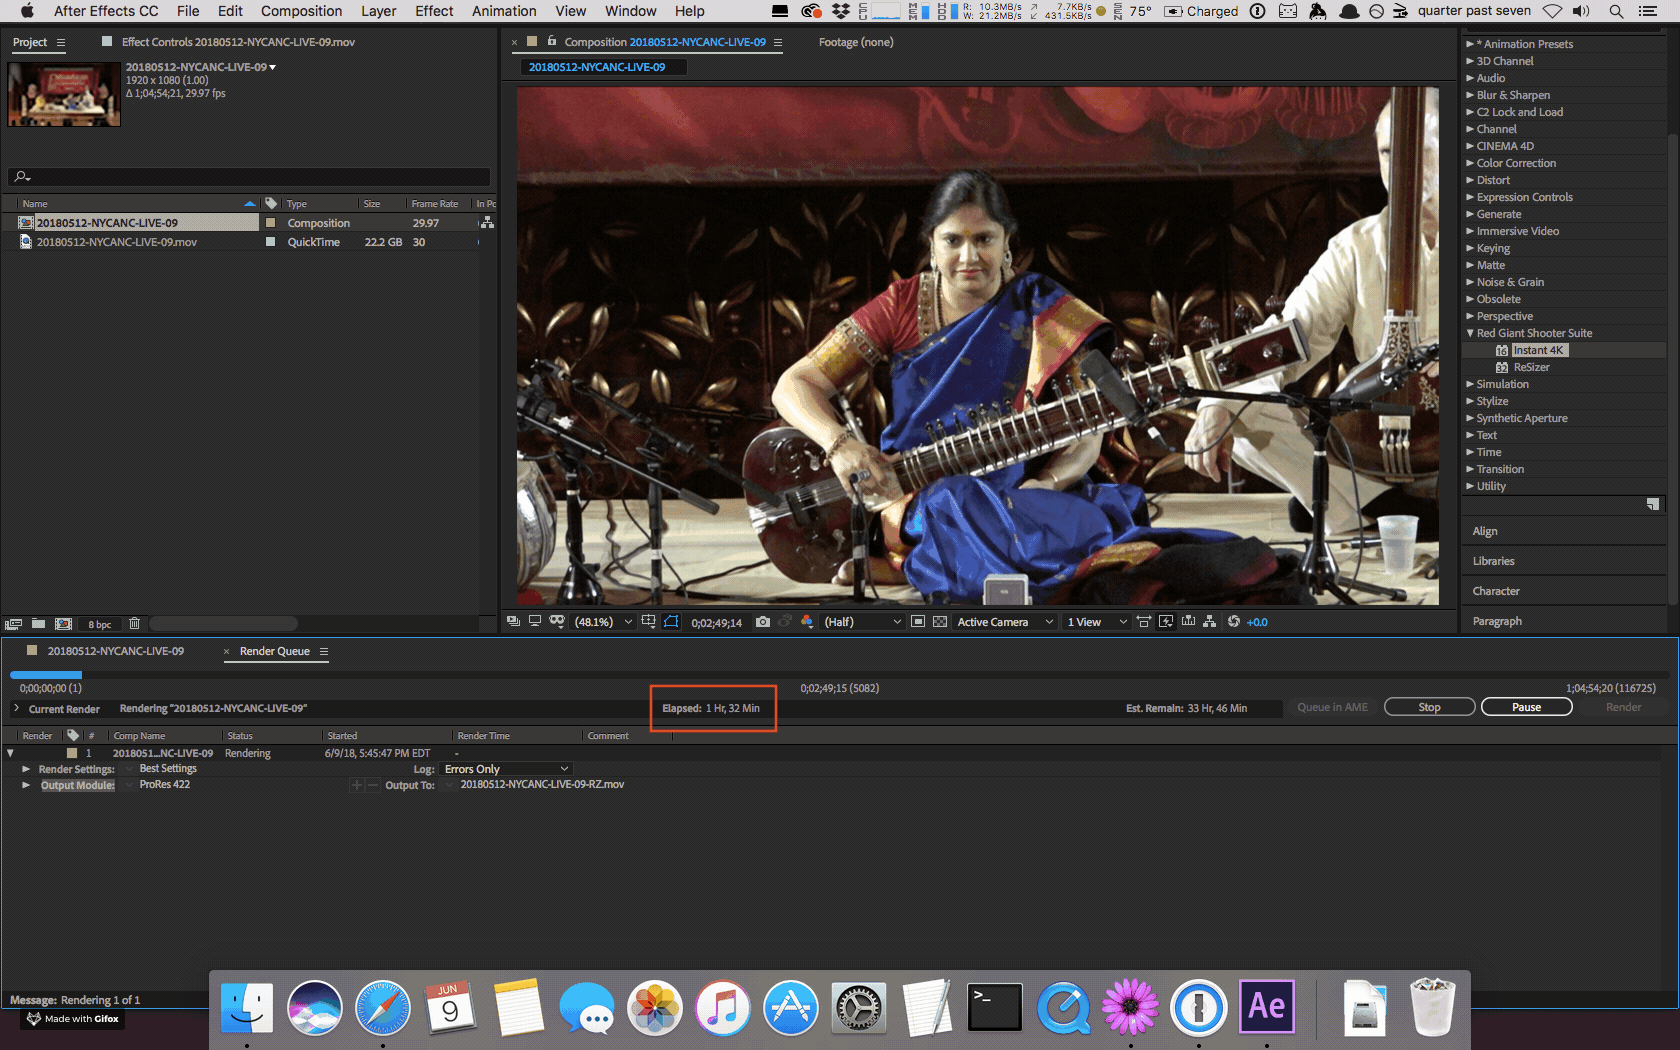 After Effects CC File Edit Composition Layer Effect Animation View Window Help
R: 10.3MB/s 7.7KB/s
W: 21.2MB/s 431.5KB/s
75° Charged quarter past seven
Project
Effect Controls 20180512-NYCANC-LIVE-09.mov
20180512-NYCANC-LIVE-09
1920 x 1080 (1.00)
Δ 1;04;54;21, 29.97 fps
Name Type Size Frame Rate In Po
20180512-NYCANC-LIVE-09 Composition 29.97
20180512-NYCANC-LIVE-09.mov QuickTime 22.2 GB 30
8 bpc
Composition 20180512-NYCANC-LIVE-09
Footage (none)
20180512-NYCANC-LIVE-09
(48.1%) 0;02;49;14 (Half) Active Camera 1 View +0.0
* Animation Presets
3D Channel
Audio
Blur & Sharpen
C2 Lock and Load
Channel
CINEMA 4D
Color Correction
Distort
Expression Controls
Generate
Immersive Video
Keying
Matte
Noise & Grain
Obsolete
Perspective
Red Giant Shooter Suite
16 Instant 4K
32 ReSizer
Simulation
Stylize
Synthetic Aperture
Text
Time
Transition
Utility
Align
Libraries
Character
Paragraph
20180512-NYCANC-LIVE-09
× Render Queue
0;00;00;00 (1) 0;02;49;15 (5082) 1;04;54;20 (116725)
Current Render Rendering "20180512-NYCANC-LIVE-09" Elapsed: 1 Hr, 32 Min Est. Remain: 33 Hr, 46 Min Queue in AME Stop Pause Render
Render # Comp Name Status Started Render Time Comment
1 2018051...NC-LIVE-09 Rendering 6/9/18, 5:45:47 PM EDT -
Render Settings: Best Settings Log: Errors Only
Output Module: ProRes 422 + — Output To: 20180512-NYCANC-LIVE-09-RZ.mov
Message: Rendering 1 of 1
Made with Gifox
JUN
9
>_
Ae